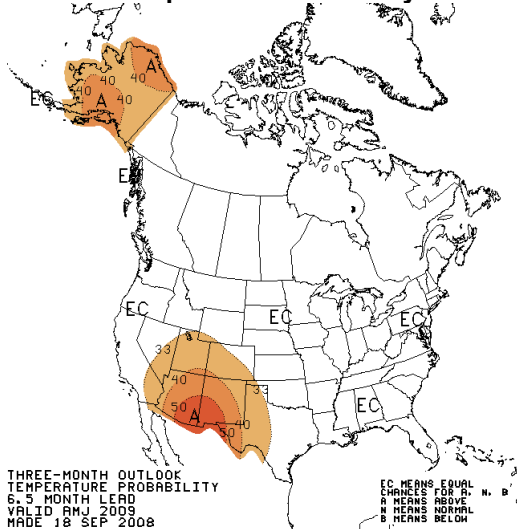 A
40
40
40
A
40
EC
EC
EC
EC
EC
33
40
33
50
A
40
50
EC
THREE-MONTH OUTLOOK
TEMPERATURE PROBABILITY
6.5 MONTH LEAD
VALID AMJ 2009
MADE 18 SEP 2008
EC MEANS EQUAL
CHANCES FOR A, N, B
A MEANS ABOVE
N MEANS NORMAL
B MEANS BELOW